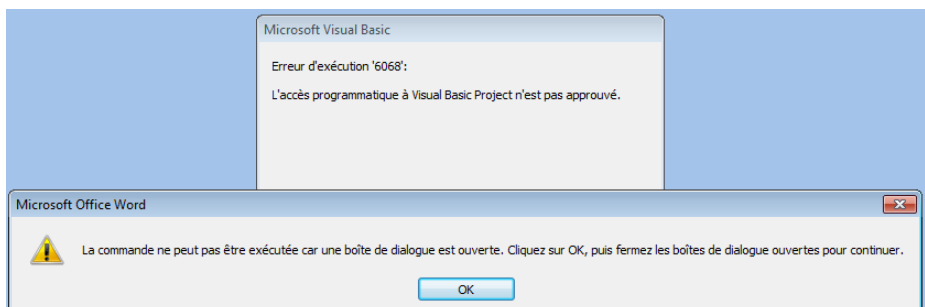 Microsoft Visual Basic
Erreur d'exécution '6068':
L'accès programmatique à Visual Basic Project n'est pas approuvé.
Microsoft Office Word
La commande ne peut pas être exécutée car une boîte de dialogue est ouverte. Cliquez sur OK, puis fermez les boîtes de dialogue ouvertes pour continuer.
OK